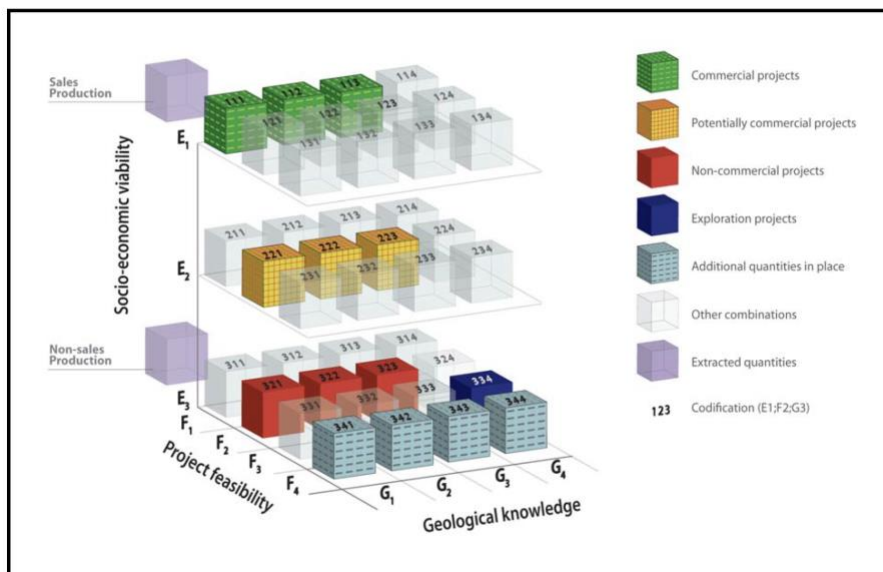 Sales
Production
Socio-economic viability
E1
111
112
113
114
121
122
123
124
131
132
133
134
E2
211
212
213
214
221
222
223
224
231
232
233
234
Non-sales
Production
E3
311
312
313
314
321
322
323
324
331
332
333
334
341
342
343
344
F1
F2
F3
F4
Project feasibility
G1
G2
G3
G4
Geological knowledge
Commercial projects
Potentially commercial projects
Non-commercial projects
Exploration projects
Additional quantities in place
Other combinations
Extracted quantities
123 Codification (E1;F2;G3)